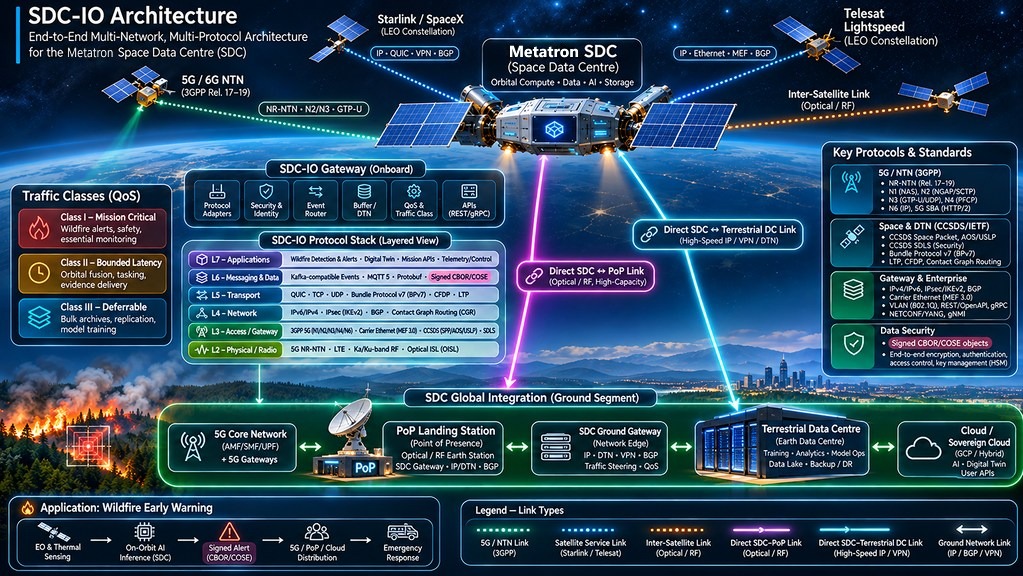 SDC-IO Architecture
End-to-End Multi-Network, Multi-Protocol Architecture
for the Metatron Space Data Centre (SDC)
Starlink / SpaceX
(LEO Constellation)
IP • QUIC • VPN • BGP
Metatron SDC
(Space Data Centre)
Orbital Compute • Data • AI • Storage
IP • Ethernet • MEF • BGP
Telesat
Lightspeed
(LEO Constellation)
5G / 6G NTN
(3GPP Rel. 17–19)
NR-NTN • N2/N3 • GTP-U
Inter-Satellite Link
(Optical / RF)
Traffic Classes (QoS)
Class I – Mission Critical
Wildfire alerts, safety,
essential monitoring
Class II – Bounded Latency
Orbital fusion, tasking,
evidence delivery
Class III – Deferrable
Bulk archives, replication,
model training
SDC-IO Gateway (Onboard)
Protocol
Adapters
Security
& Identity
Event
Router
Buffer /
DTN
QoS &
Traffic Class
APIs
(REST/gRPC)
SDC-IO Protocol Stack (Layered View)
L7 – Applications
Wildfire Detection & Alerts • Digital Twin • Mission APIs • Telemetry/Control
L6 – Messaging & Data
Kafka-compatible Events • MQTT 5 • Protobuf • Signed CBOR/COSE
L5 – Transport
QUIC • TCP • UDP • Bundle Protocol v7 (BPv7) • CFDP • LTP
L4 – Network
IPv6/IPv4 • IPsec (IKEv2) • BGP • Contact Graph Routing (CGR)
L3 – Access / Gateway
3GPP 5G (N1/N2/N3/N4/N6) • Carrier Ethernet (MEF 3.0) • CCSDS (SPP/AOS/USLP) • SDLS
L2 – Physical / Radio
5G NR-NTN • LTE • Ka/Ku-band RF • Optical ISL (OISL)
Direct SDC ↔ Terrestrial DC Link
(High-Speed IP / VPN / DTN)
Direct SDC ↔ PoP Link
(Optical / RF, High-Capacity)
Key Protocols & Standards
5G / NTN (3GPP)
• NR-NTN (Rel. 17–19)
• N1 (NAS), N2 (NGAP/SCTP)
• N3 (GTP-U/UDP), N4 (PFCP)
• N6 (IP), 5G SBA (HTTP/2)
Space & DTN (CCSDS/IETF)
• CCSDS Space Packet, AOS/USLP
• CCSDS SDLS (Security)
• Bundle Protocol v7 (BPv7)
• LTP, CFDP, Contact Graph Routing
Gateway & Enterprise
• IPv4/IPv6, IPsec/IKEv2, BGP
• Carrier Ethernet (MEF 3.0)
• VLAN (802.1Q), REST/OpenAPI, gRPC
• NETCONF/YANG, gNMI
Data Security
• Signed CBOR/COSE objects
• End-to-end encryption, authentication,
access control, key management (HSM)
SDC Global Integration (Ground Segment)
5G Core Network
(AMF/SMF/UPF)
+ 5G Gateways
PoP
PoP Landing Station
(Point of Presence)
Optical / RF Earth Station
SDC Gateway • IP/DTN • BGP
SDC Ground Gateway
(Network Edge)
IP • DTN • VPN • BGP
Traffic Steering • QoS
Terrestrial Data Centre
(Earth Data Centre)
Training • Analytics • Model Ops
Data Lake • Backup / DR
Cloud /
Sovereign Cloud
(GCP / Hybrid)
AI • Digital Twin
User APIs
Application: Wildfire Early Warning
EO & Thermal
Sensing
On-Orbit AI
Inference (SDC)
Signed Alert
(CBOR/COSE)
5G / PoP / Cloud
Distribution
Emergency
Response
Legend — Link Types
5G / NTN Link
(3GPP)
Satellite Service Link
(Starlink / Telesat)
Inter-Satellite Link
(Optical / RF)
Direct SDC–PoP Link
(Optical / RF)
Direct SDC–Terrestrial DC Link
(High-Speed IP / VPN)
Ground Network Link
(IP / BGP / VPN)